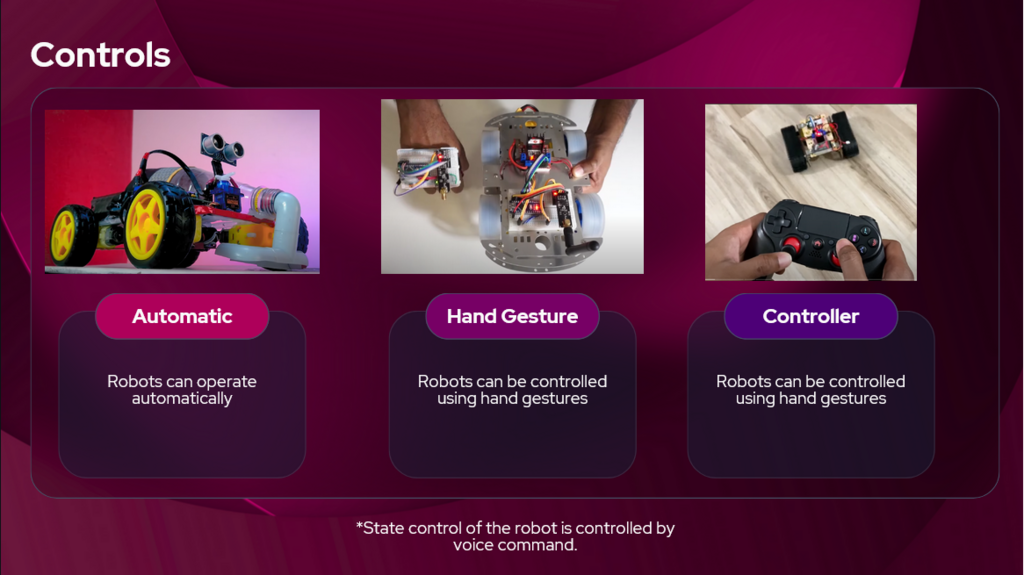 Controls
Automatic
Robots can operate
automatically
Hand Gesture
Robots can be controlled
using hand gestures
Controller
Robots can be controlled
using hand gestures
*State control of the robot is controlled by
voice command.